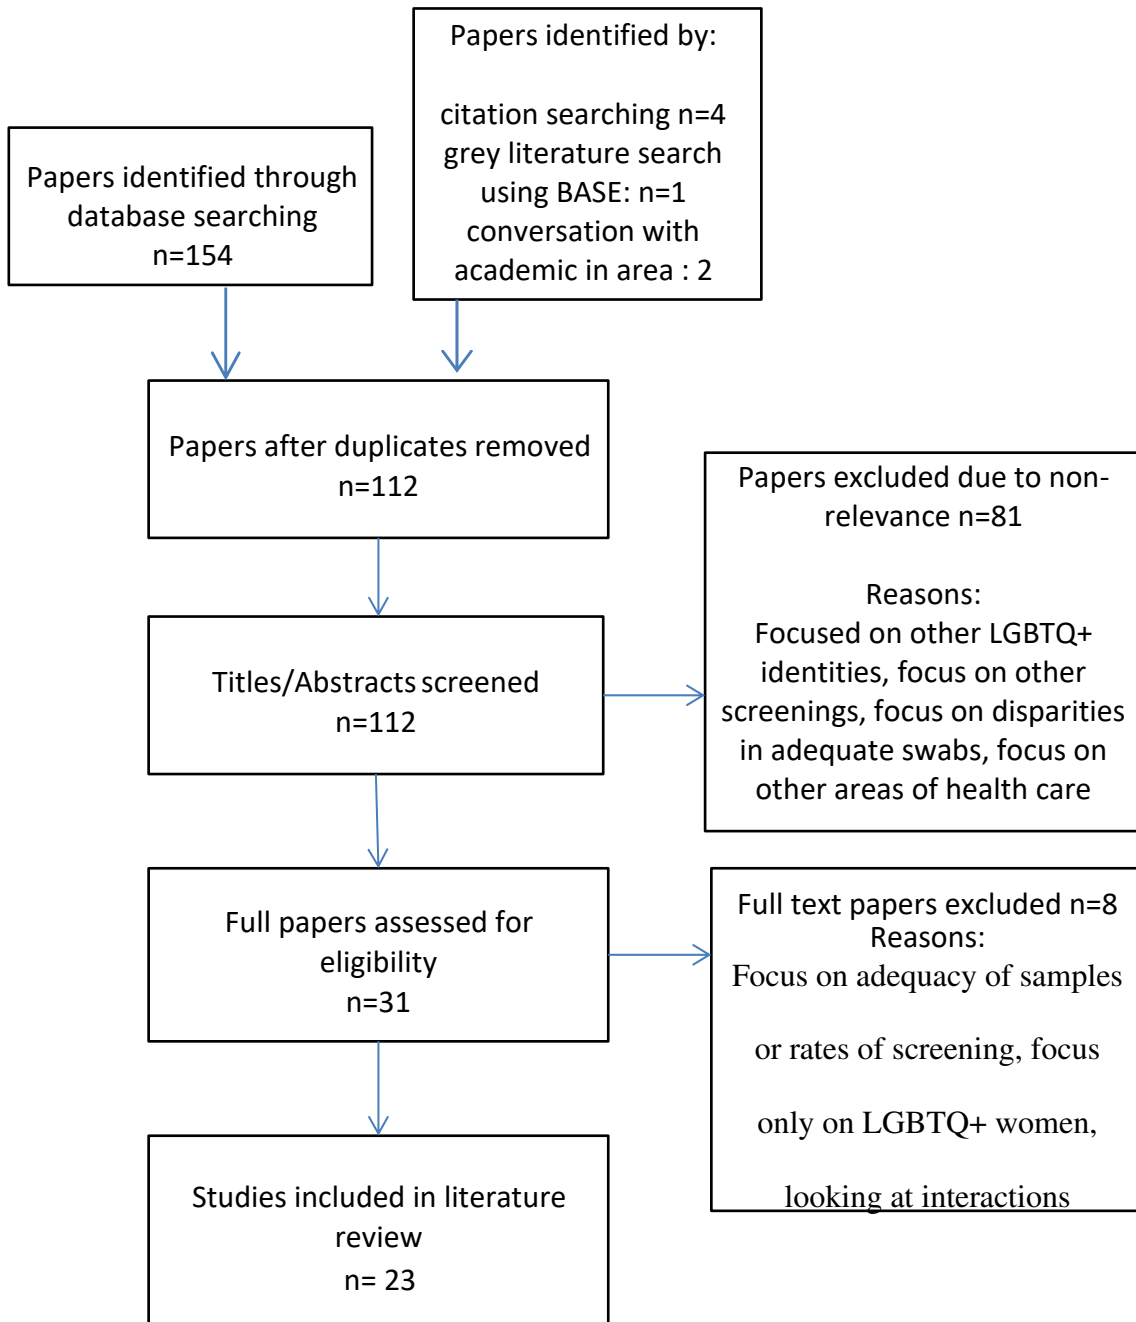 Papers identified through
database searching
n=154
Papers identified by:
citation searching n=4
grey literature search
using BASE: n=1
conversation with
academic in area : 2
Papers after duplicates removed
n=112
Titles/Abstracts screened
n=112
Papers excluded due to non-
relevance n=81
Reasons:
Focused on other LGBTQ+
identities, focus on other
screenings, focus on disparities
in adequate swabs, focus on
other areas of health care
Full papers assessed for
eligibility
n=31
Full text papers excluded n=8
Reasons:
Focus on adequacy of samples
or rates of screening, focus
only on LGBTQ+ women,
looking at interactions
Studies included in literature
review
n= 23